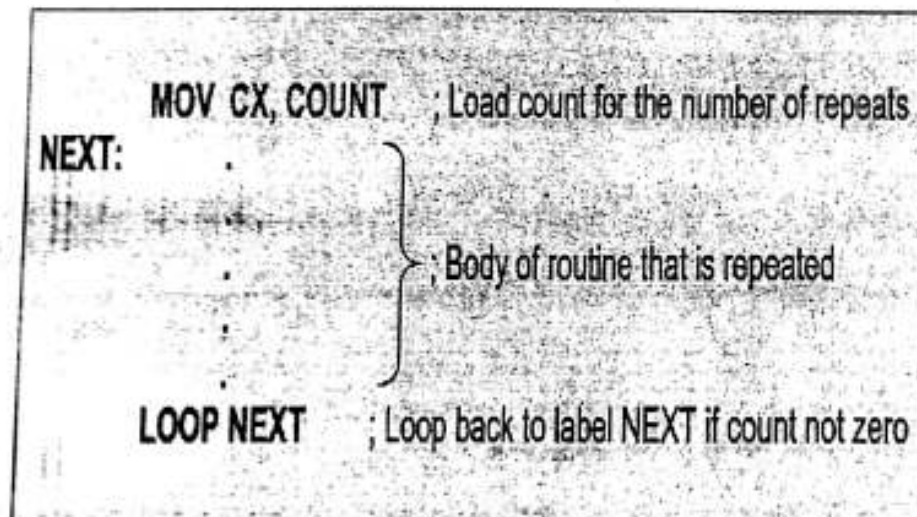 MOV CX, COUNT ; Load count for the number of repeats
NEXT: .
.
.
.
.
; Body of routine that is repeated
LOOP NEXT ; Loop back to label NEXT if count not zero